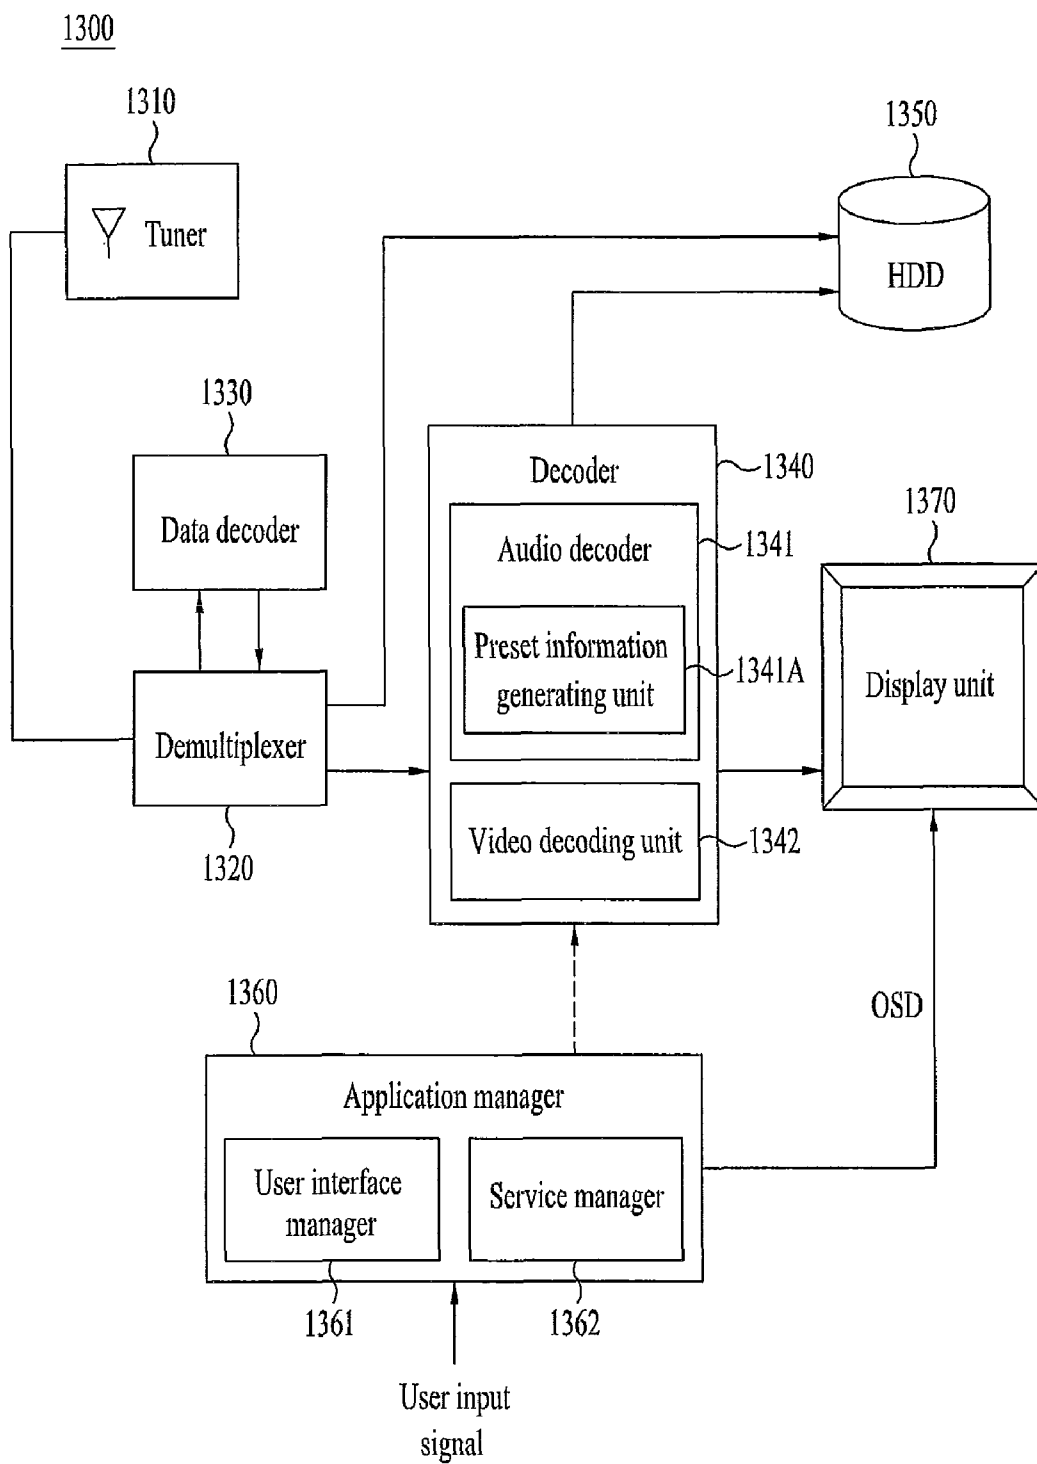 1300
1310
1350
Tuner
HDD
1330
Decoder
1340
1370
Data decoder
Audio decoder
1341
Preset information
generating unit
1341A
Display unit
Demultiplexer
Video decoding unit
1342
1320
1360
OSD
Application manager
User interface
manager
Service manager
1361
1362
User input
signal